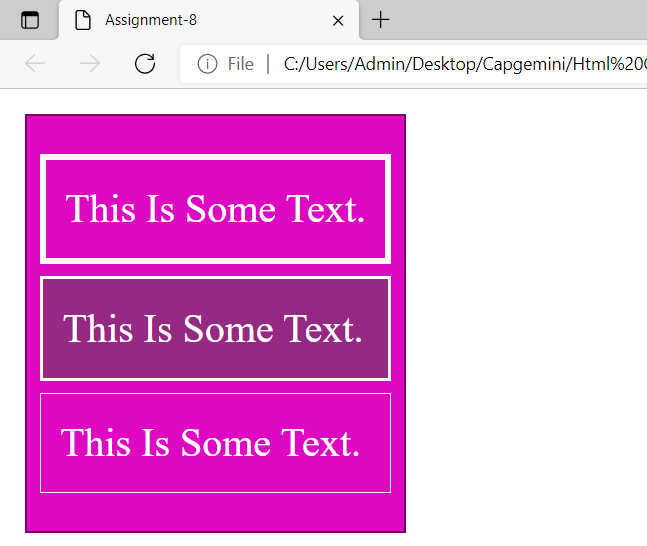 Assignment-8
File
C:/Users/Admin/Desktop/Capgemini/Html%20
This Is Some Text.
This Is Some Text.
This Is Some Text.